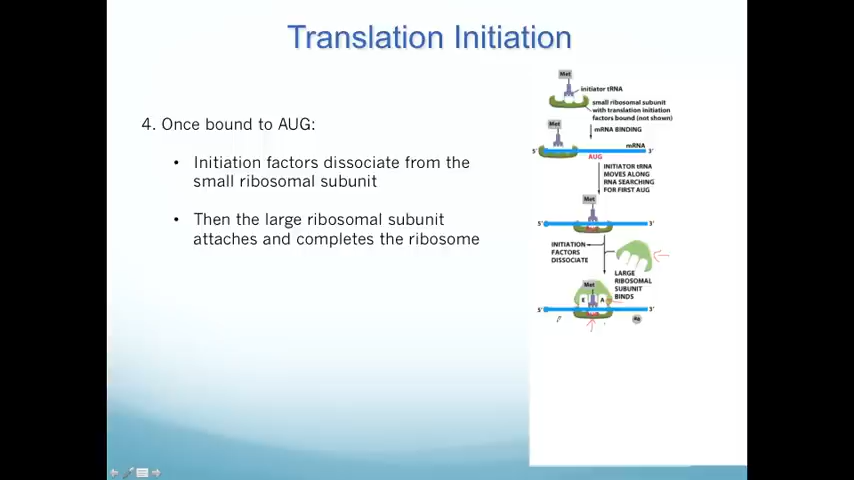 Translation Initiation
4. Once bound to AUG:
• Initiation factors dissociate from the
small ribosomal subunit
• Then the large ribosomal subunit
attaches and completes the ribosome
Met
initiator tRNA
small ribosomal subunit
with translation initiation
factors bound (not shown)
mRNA BINDING
Met
mRNA
5′ 3′
AUG
INITIATOR tRNA
MOVES ALONG
RNA SEARCHING
FOR FIRST AUG
Met
5′ 3′
INITIATION
FACTORS
DISSOCIATE
LARGE
RIBOSOMAL
SUBUNIT
BINDS
Met
E A
5′ 3′